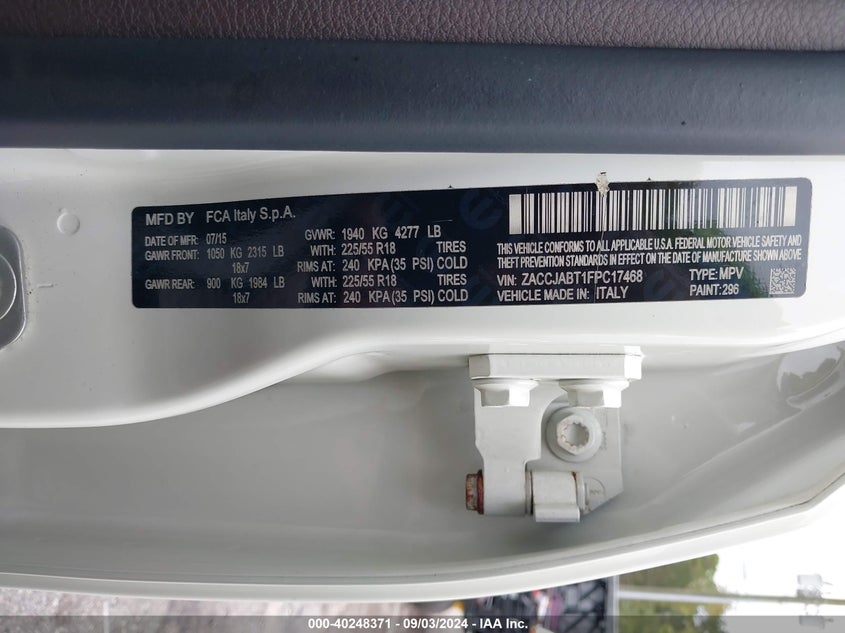 MFD BY FCA Italy S.p.A.
DATE OF MFR: 07/15 GVWR: 1940 KG 4277 LB
GAWR FRONT: 1050 KG 2315 LB WITH: 225/55 R18 TIRES
18x7 RIMS AT: 240 KPA (35 PSI) COLD
GAWR REAR: 900 KG 1984 LB WITH: 225/55 R18 TIRES
18x7 RIMS AT: 240 KPA (35 PSI) COLD
THIS VEHICLE CONFORMS TO ALL APPLICABLE U.S.A. FEDERAL MOTOR VEHICLE SAFETY AND
THEFT PREVENTION STANDARDS IN EFFECT ON THE DATE OF MANUFACTURE SHOWN ABOVE.
VIN: ZACCJABT1FPC17468 TYPE: MPV
VEHICLE MADE IN: ITALY PAINT: 296
000-40248371 - 09/03/2024 - IAA Inc.